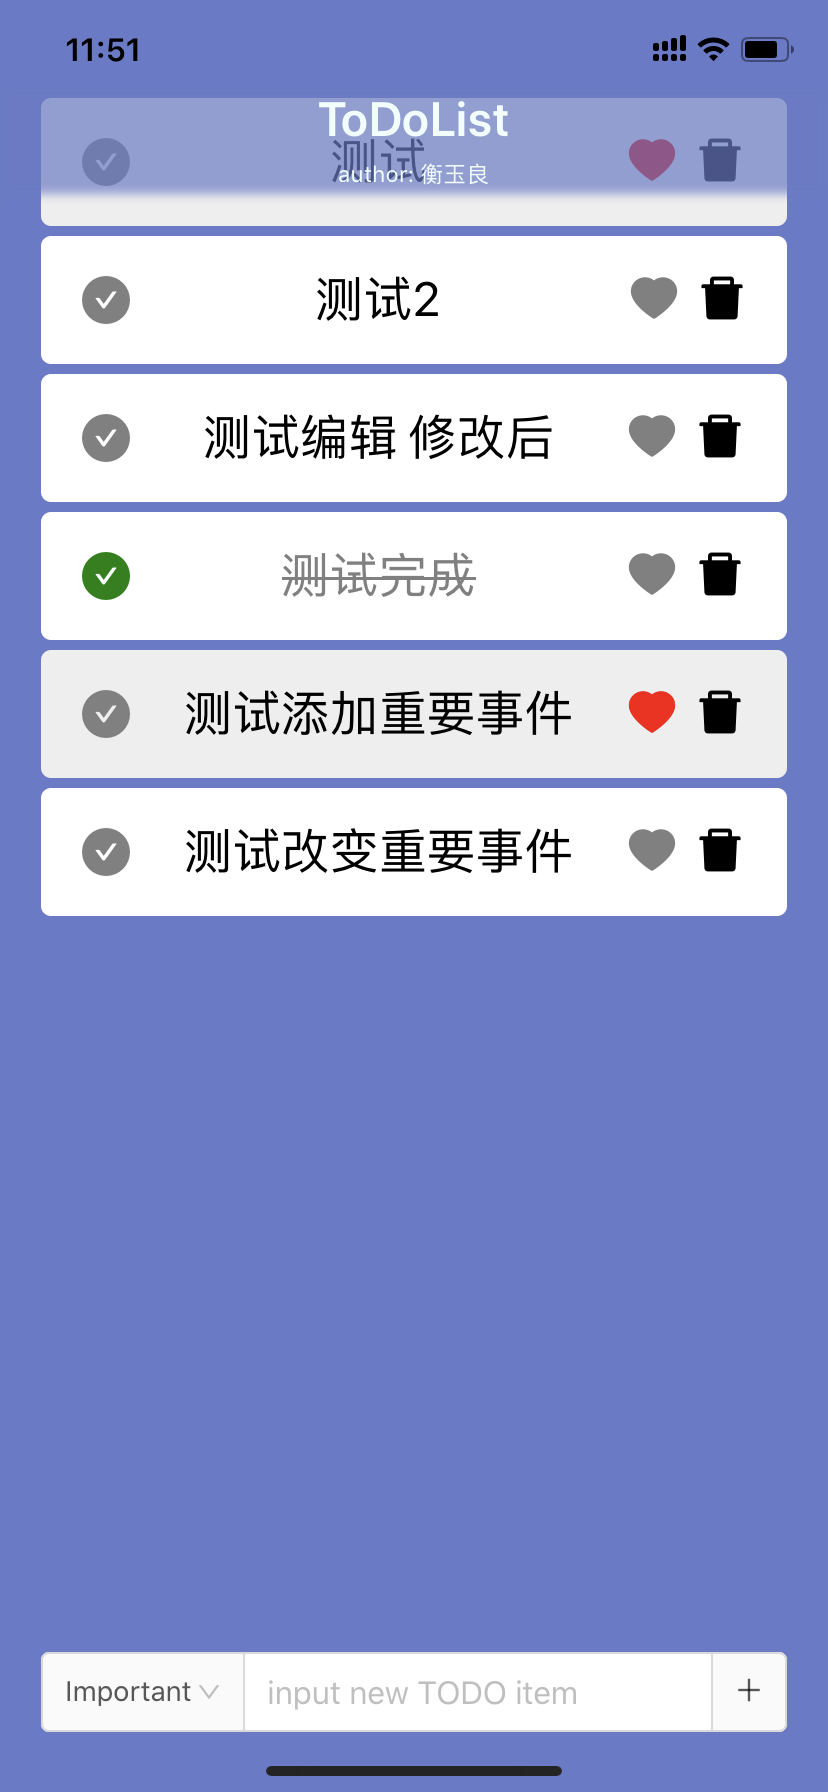 11:51
ToDoList
测试
author: 衡玉良
测试2
测试编辑 修改后
测试完成
测试添加重要事件
测试改变重要事件
Important
input new TODO item
+